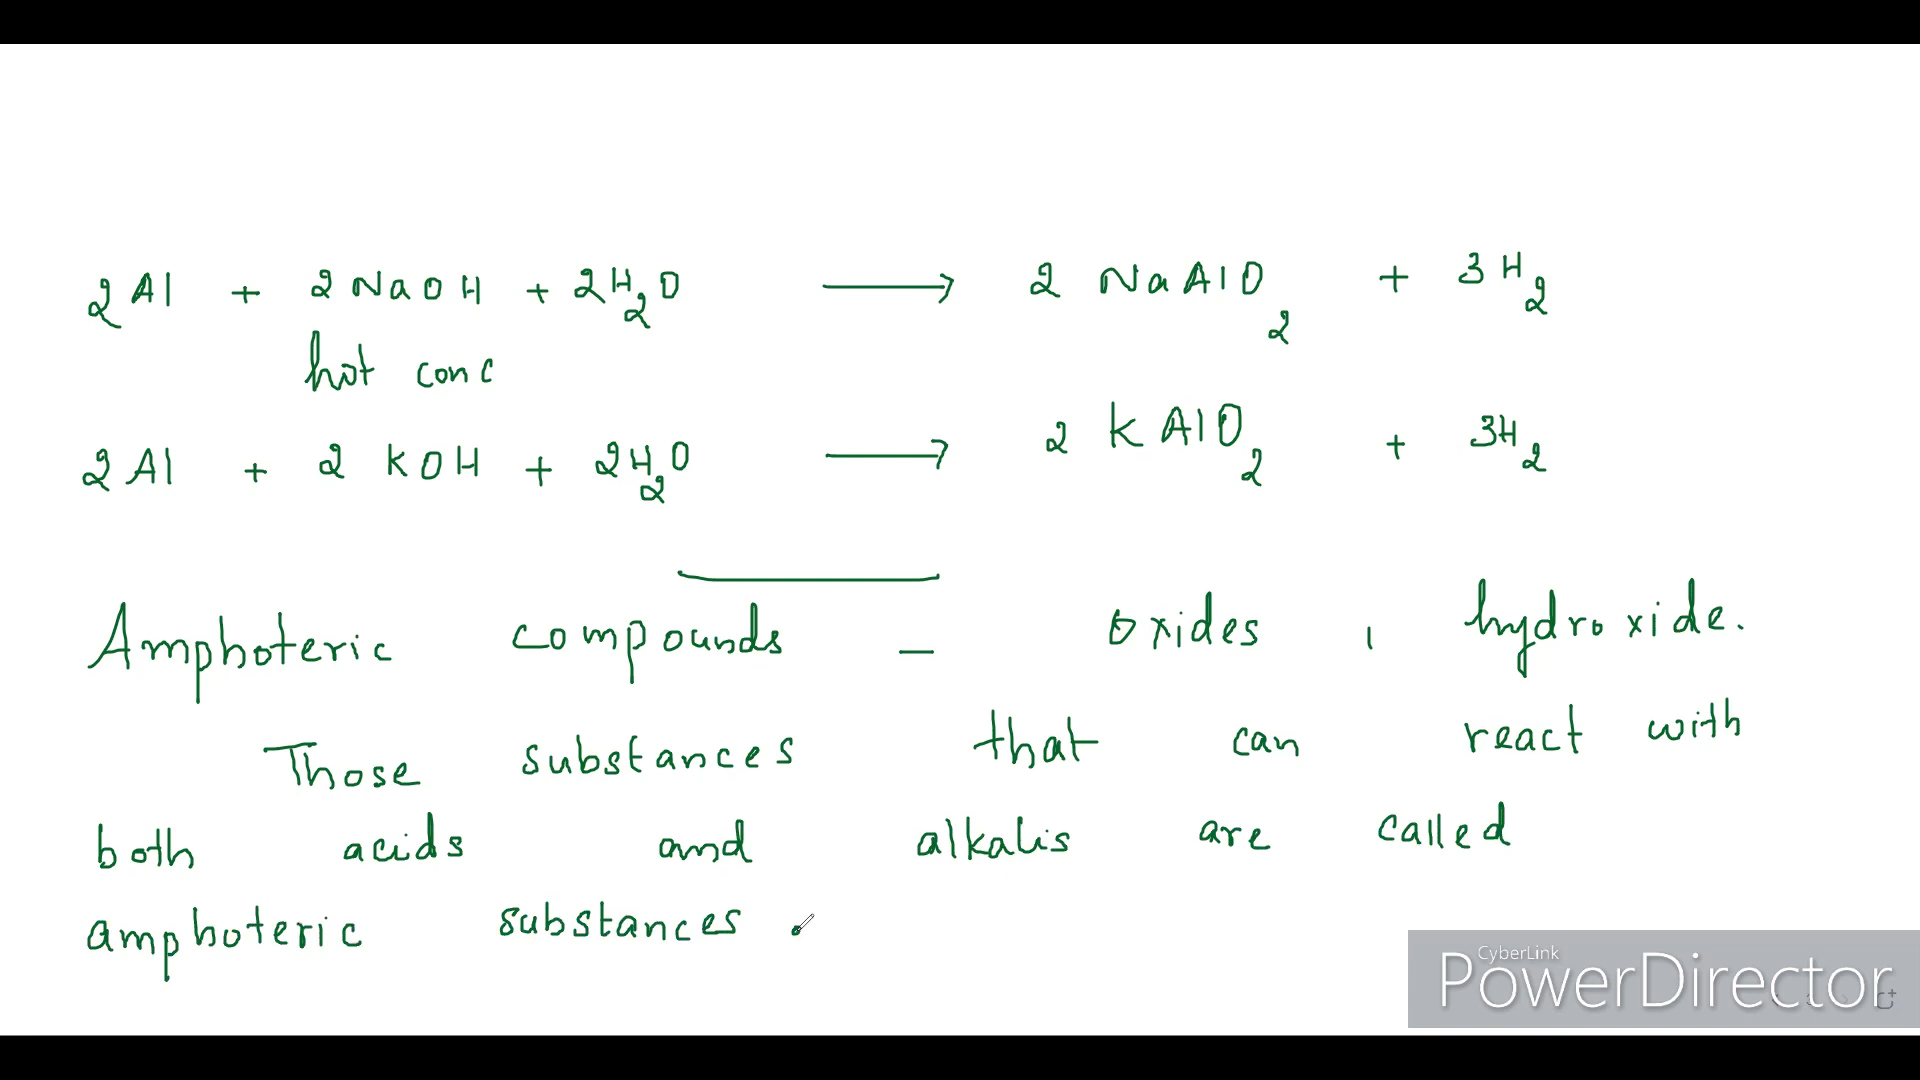 2Al + 2NaOH + 2H2O → 2NaAlO2 + 3H2
hot conc
2Al + 2KOH + 2H2O → 2KAlO2 + 3H2
Amphoteric compounds – oxides, hydroxide.
Those substances that can react with
both acids and alkalis are called
amphoteric substances.
CyberLink
PowerDirector